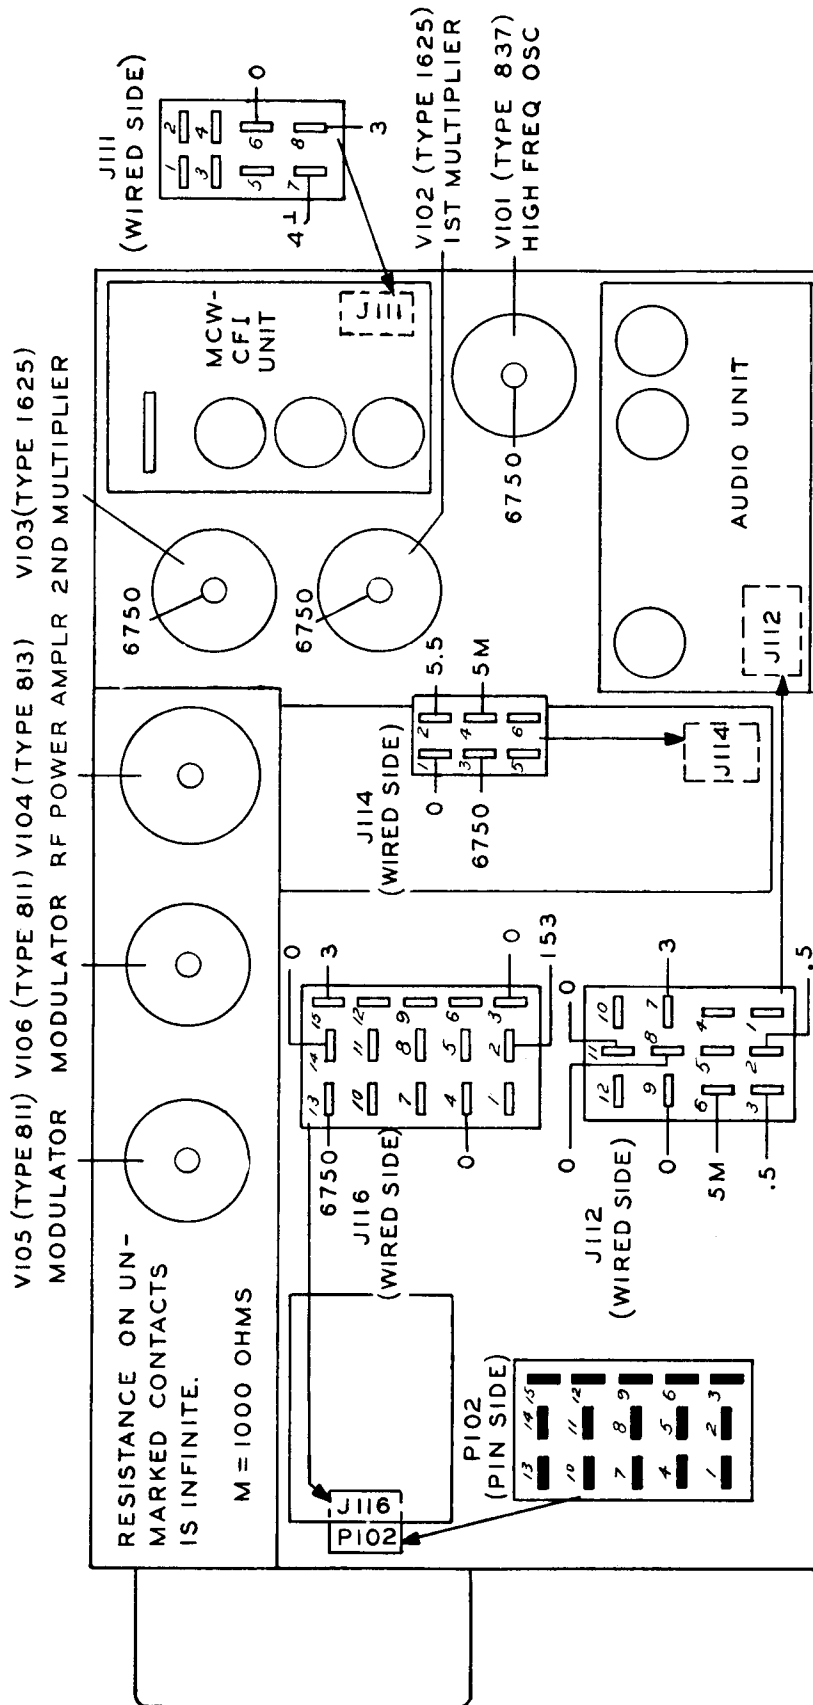 V105 (TYPE 811) V106 (TYPE 811) V104 (TYPE 813) V103(TYPE 1625)
MODULATOR MODULATOR RF POWER AMPLR 2ND MULTIPLIER
RESISTANCE ON UN-
MARKED CONTACTS
IS INFINITE.
M = 1000 OHMS
6750
6750
MCW-
CFI
UNIT
J111
J111
(WIRED SIDE)
1 2
3 4
5 6
7 8
0
3
4
V102 (TYPE 1625)
1ST MULTIPLIER
V101 (TYPE 837)
HIGH FREQ OSC
6750
AUDIO UNIT
J112
J114
(WIRED SIDE)
0
5.5
6750
5M
1 2
3 4
5 6
J114
J116
(WIRED SIDE)
6750
0
3
13 14 15
10 11 12
7 8 9
4 5 6
1 2 3
0
0
153
J112
(WIRED SIDE)
0
0
0
3
12 11 10
9 8 7
6 5 4
3 2 1
5M
.5
.5
J116
P102
P102
(PIN SIDE)
13 14 15
10 11 12
7 8 9
4 5 6
1 2 3